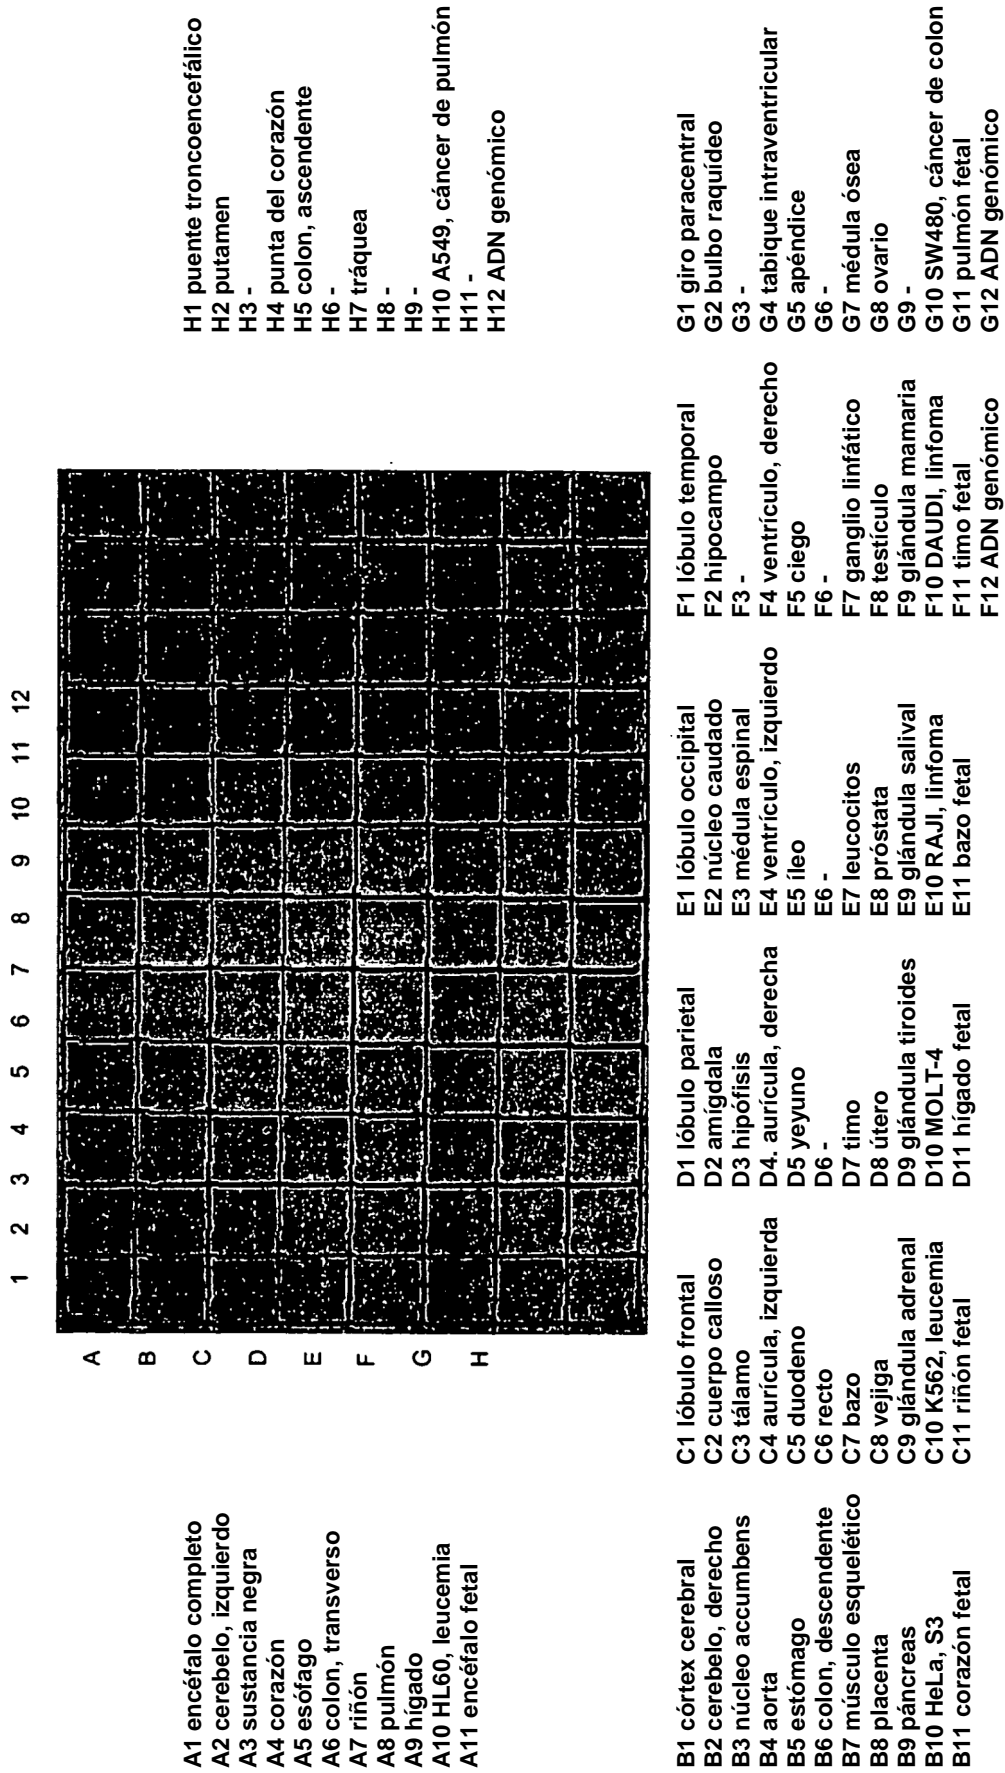 1 2 3 4 5 6 7 8 9 10 11 12
A
B
C
D
E
F
G
H
A1 encéfalo completo
A2 cerebelo, izquierdo
A3 sustancia negra
A4 corazón
A5 esófago
A6 colon, transverso
A7 riñón
A8 pulmón
A9 hígado
A10 HL60, leucemia
A11 encéfalo fetal
H1 puente troncoencefálico
H2 putamen
H3 -
H4 punta del corazón
H5 colon, ascendente
H6 -
H7 tráquea
H8 -
H9 -
H10 A549, cáncer de pulmón
H11 -
H12 ADN genómico
B1 córtex cerebral
B2 cerebelo, derecho
B3 núcleo accumbens
B4 aorta
B5 estómago
B6 colon, descendente
B7 músculo esquelético
B8 placenta
B9 páncreas
B10 HeLa, S3
B11 corazón fetal
C1 lóbulo frontal
C2 cuerpo calloso
C3 tálamo
C4 aurícula, izquierda
C5 duodeno
C6 recto
C7 bazo
C8 vejiga
C9 glándula adrenal
C10 K562, leucemia
C11 riñón fetal
D1 lóbulo parietal
D2 amígdala
D3 hipófisis
D4. aurícula, derecha
D5 yeyuno
D6 -
D7 timo
D8 útero
D9 glándula tiroides
D10 MOLT-4
D11 hígado fetal
E1 lóbulo occipital
E2 núcleo caudado
E3 médula espinal
E4 ventrículo, izquierdo
E5 íleo
E6 -
E7 leucocitos
E8 próstata
E9 glándula salival
E10 RAJI, linfoma
E11 bazo fetal
F1 lóbulo temporal
F2 hipocampo
F3 -
F4 ventrículo, derecho
F5 ciego
F6 -
F7 ganglio linfático
F8 testículo
F9 glándula mamaria
F10 DAUDI, linfoma
F11 timo fetal
F12 ADN genómico
G1 giro paracentral
G2 bulbo raquídeo
G3 -
G4 tabique intraventricular
G5 apéndice
G6 -
G7 médula ósea
G8 ovario
G9 -
G10 SW480, cáncer de colon
G11 pulmón fetal
G12 ADN genómico